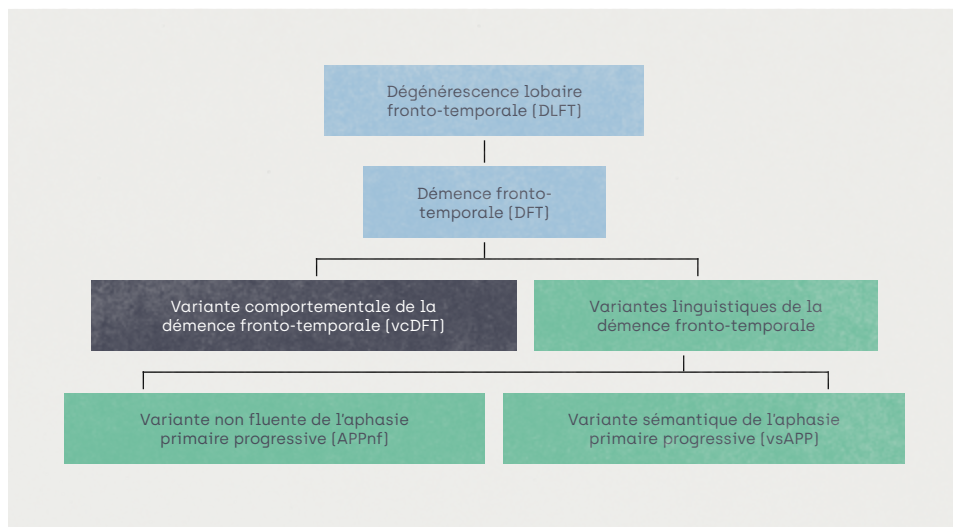 Dégénérescence lobaire
fronto-temporale (DLFT)
Démence fronto-
temporale (DFT)
Variante comportementale de la
démence fronto-temporale (vcDFT)
Variantes linguistiques de la
démence fronto-temporale
Variante non fluente de l'aphasie
primaire progressive (APPnf)
Variante sémantique de l'aphasie
primaire progressive (vsAPP)